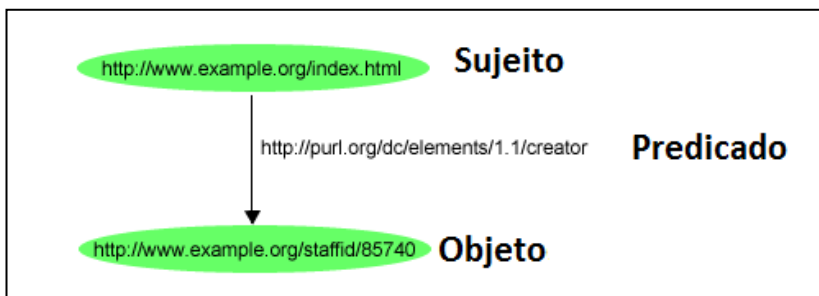 http://www.example.org/index.html Sujeito
http://purl.org/dc/elements/1.1/creator Predicado
http://www.example.org/staffid/85740 Objeto